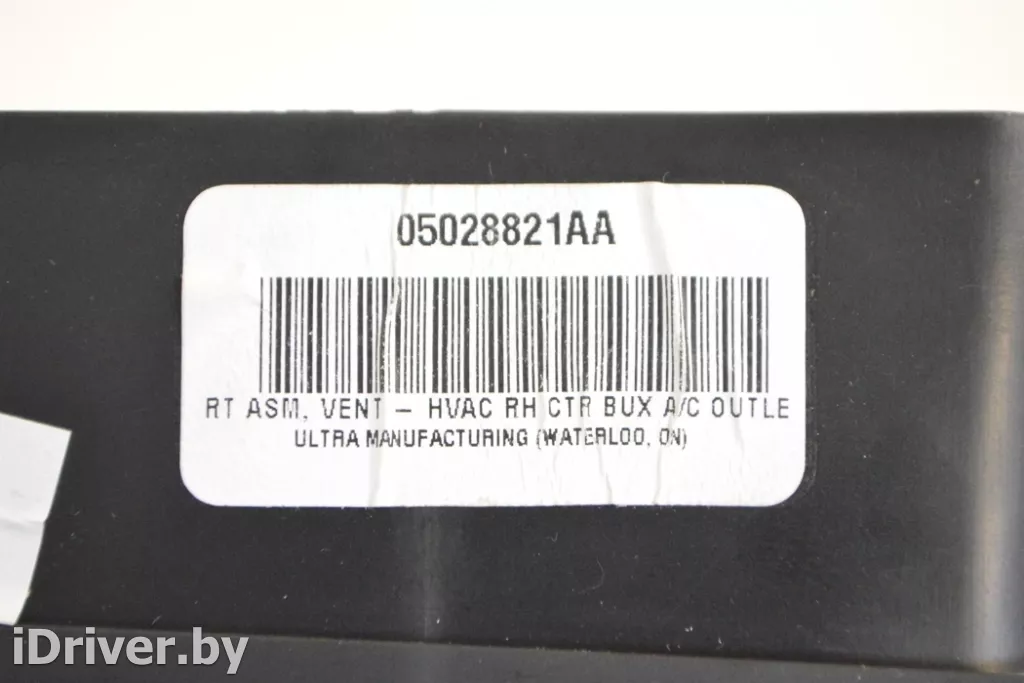 05028821AA
RT ASM, VENT – HVAC RH CTR BUX A/C OUTLE
ULTRA MANUFACTURING (WATERLOO, ON)
iDriver.by